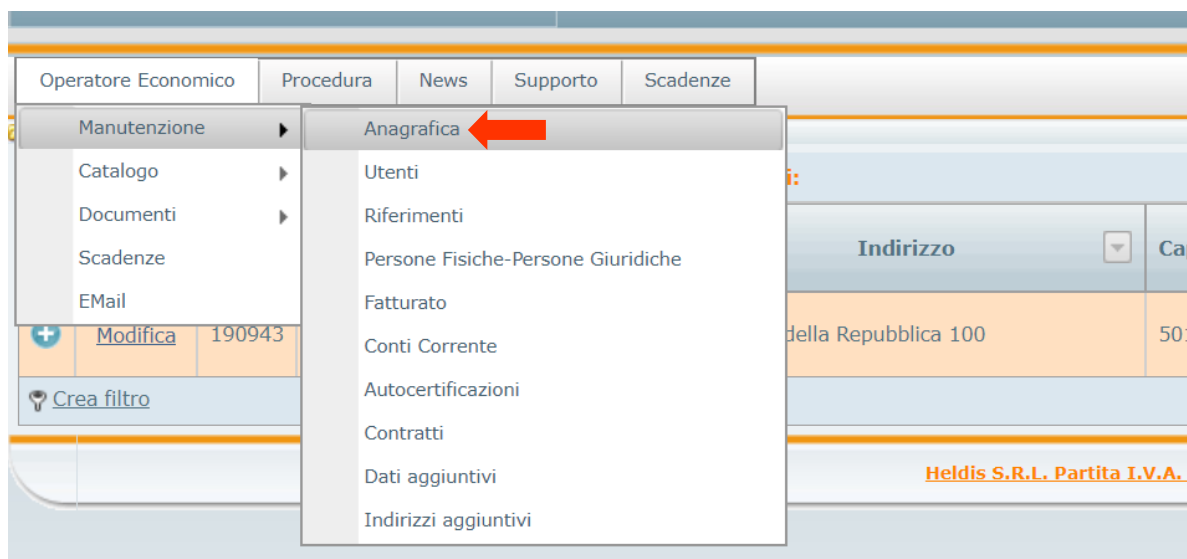 Operatore Economico Procedura News Supporto Scadenze
Manutenzione
Catalogo
Documenti
Scadenze
EMail
Anagrafica
Utenti
Riferimenti
Persone Fisiche-Persone Giuridiche
Fatturato
Conti Corrente
Autocertificazioni
Contratti
Dati aggiuntivi
Indirizzi aggiuntivi
Indirizzo
Modifica 190943 della Repubblica 100
Crea filtro
Heldis S.R.L. Partita I.V.A.